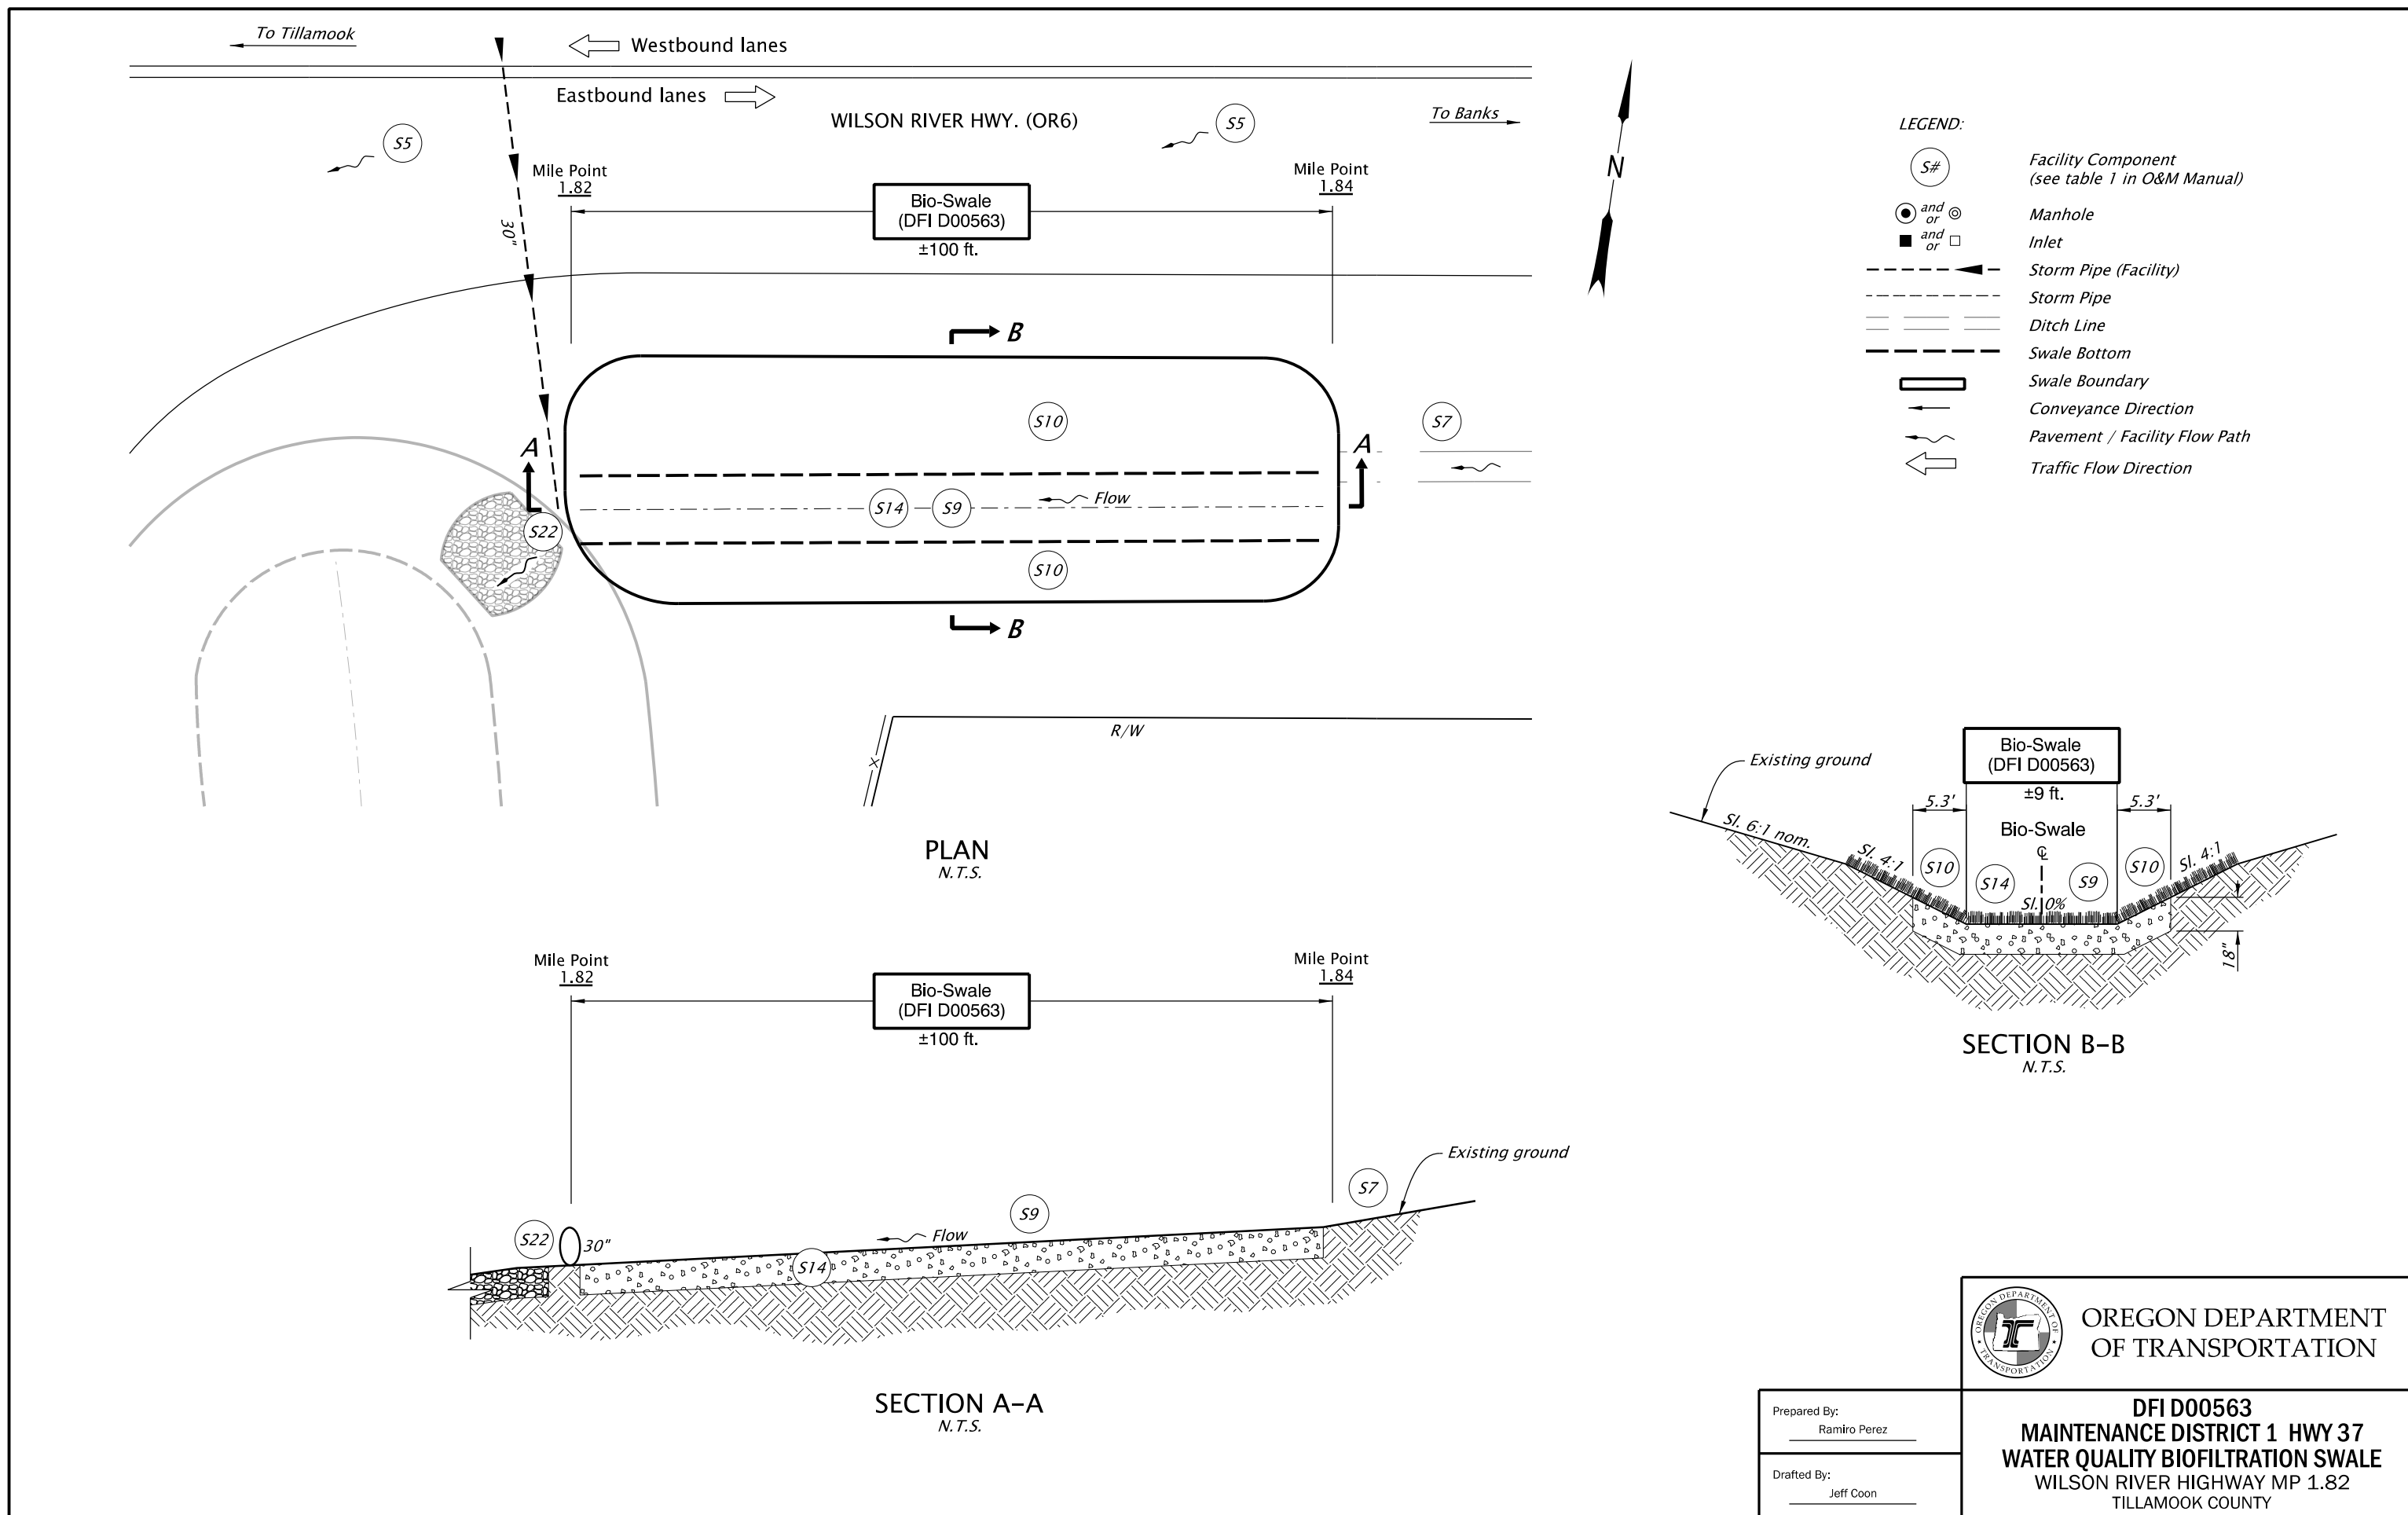 To Tillamook
Westbound lanes
Eastbound lanes
WILSON RIVER HWY. (OR6)
To Banks
S5
S5
30"
Mile Point
1.82
Mile Point
1.84
Bio-Swale
(DFI D00563)
±100 ft.
N
B
A
A
S10
S7
S14
S9
Flow
S22
S10
B
R/W
X
PLAN
N.T.S.
LEGEND:
S#
Facility Component
(see table 1 in O&M Manual)
and
or
Manhole
and
or
Inlet
Storm Pipe (Facility)
Storm Pipe
Ditch Line
Swale Bottom
Swale Boundary
Conveyance Direction
Pavement / Facility Flow Path
Traffic Flow Direction
Bio-Swale
(DFI D00563)
±9 ft.
Existing ground
5.3'
5.3'
Bio-Swale
℄
Sl. 6:1 nom.
Sl. 4:1
Sl. 4:1
S10
S14
S9
S10
Sl. 0%
18"
SECTION B-B
N.T.S.
Mile Point
1.82
Mile Point
1.84
Bio-Swale
(DFI D00563)
±100 ft.
Existing ground
S7
S9
Flow
S22
30"
S14
SECTION A-A
N.T.S.
OREGON DEPARTMENT OF
TRANSPORTATION
OREGON DEPARTMENT
OF TRANSPORTATION
Prepared By:
Ramiro Perez
Drafted By:
Jeff Coon
DFI D00563
MAINTENANCE DISTRICT 1 HWY 37
WATER QUALITY BIOFILTRATION SWALE
WILSON RIVER HIGHWAY MP 1.82
TILLAMOOK COUNTY